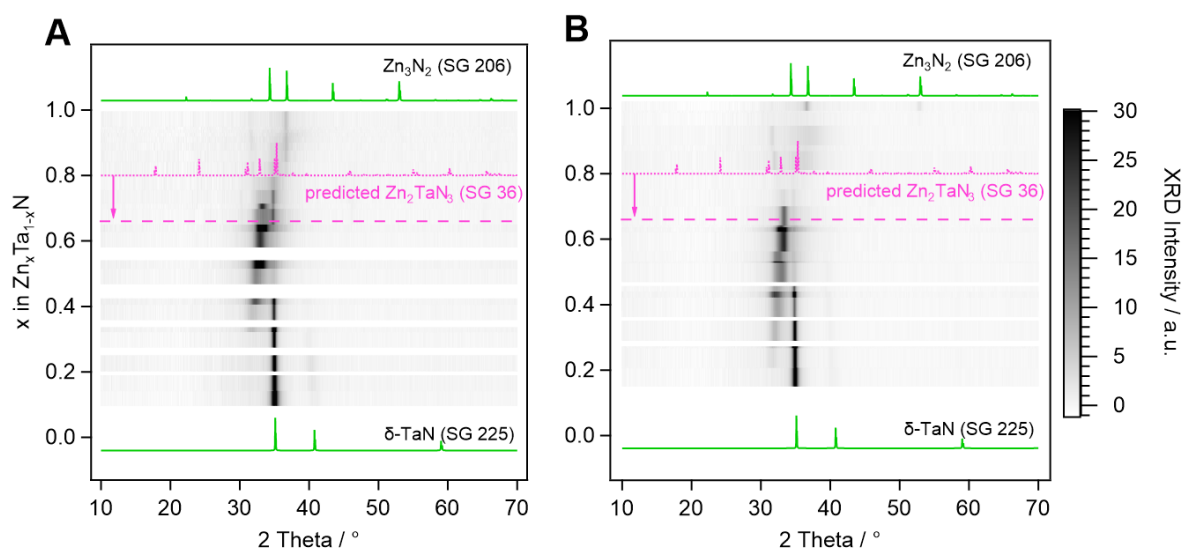 A
Zn₃N₂ (SG 206)
1.0
0.8
predicted Zn₂TaN₃ (SG 36)
0.6
0.4
0.2
δ-TaN (SG 225)
0.0
x in ZnₓTa₁₋ₓN
10 20 30 40 50 60 70
2 Theta / °
B
Zn₃N₂ (SG 206)
1.0
0.8
predicted Zn₂TaN₃ (SG 36)
0.6
0.4
0.2
δ-TaN (SG 225)
0.0
10 20 30 40 50 60 70
2 Theta / °
30
25
20
15
10
5
0
XRD Intensity / a.u.